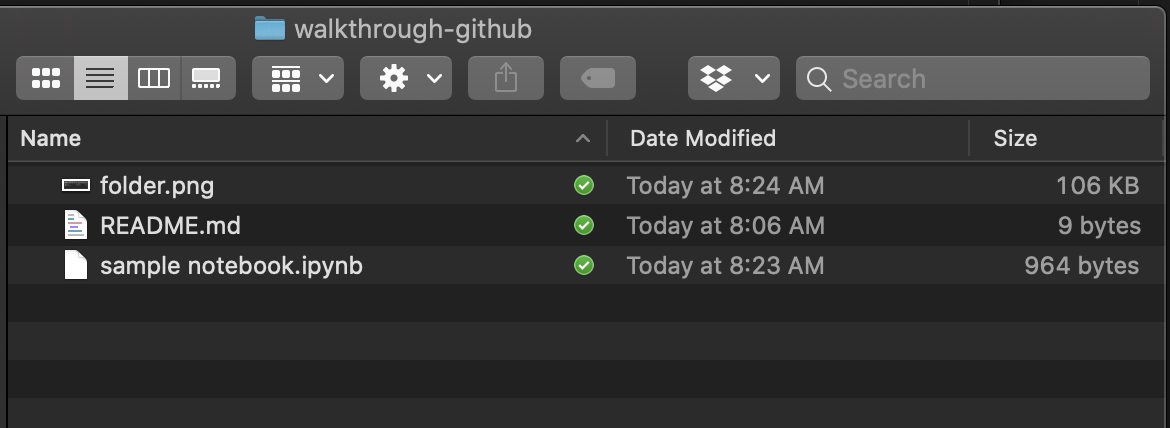 walkthrough-github
Search
Name Date Modified Size
folder.png Today at 8:24 AM 106 KB
README.md Today at 8:06 AM 9 bytes
sample notebook.ipynb Today at 8:23 AM 964 bytes